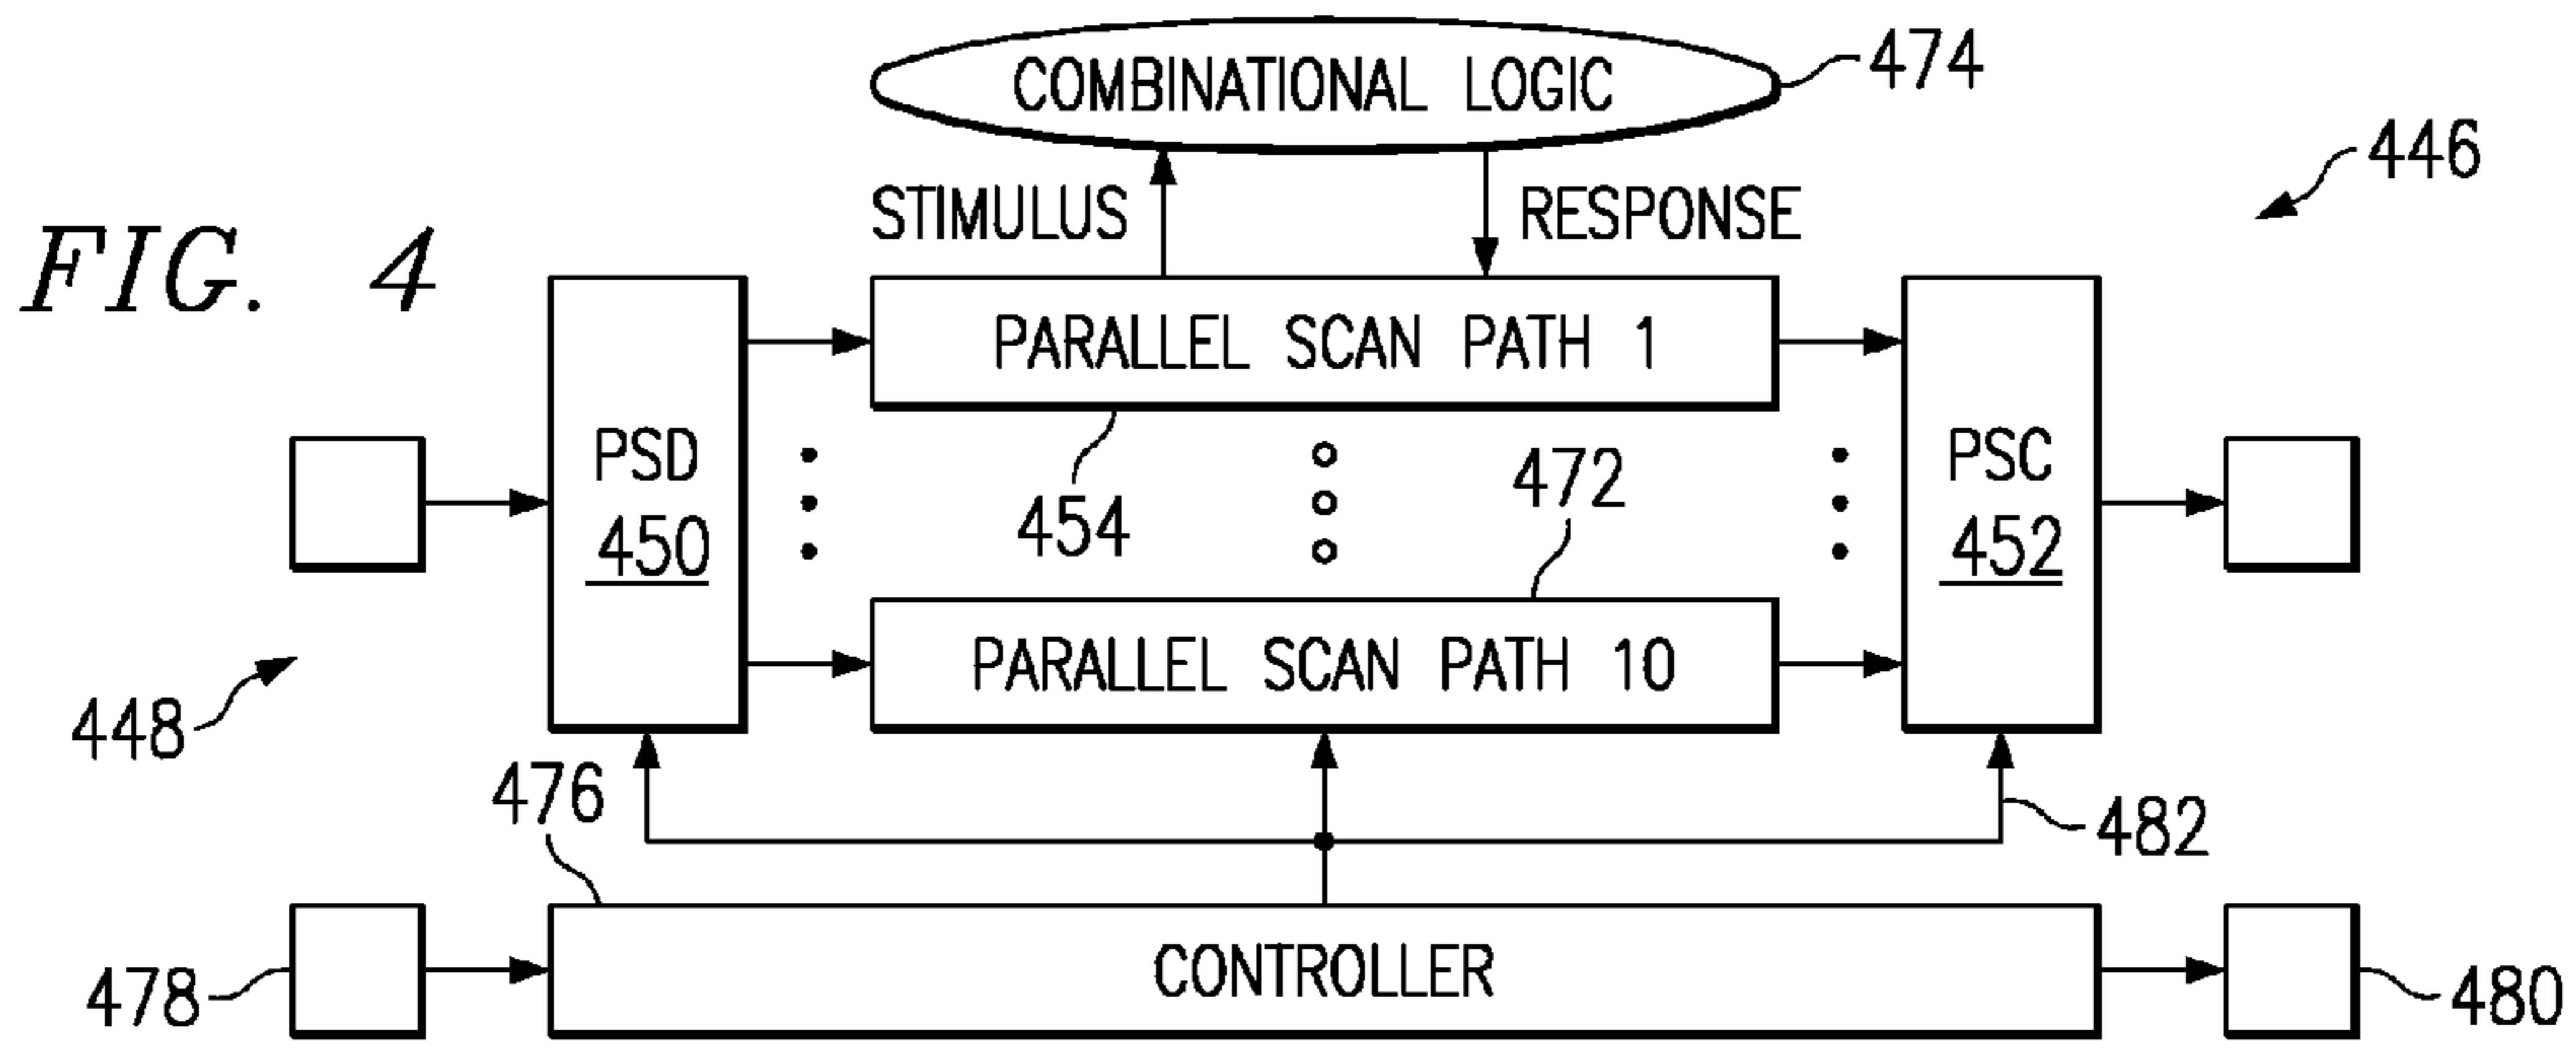 COMBINATIONAL LOGIC
474
446
STIMULUS
RESPONSE
FIG. 4
PARALLEL SCAN PATH 1
PSD
450
454
472
PSC
452
PARALLEL SCAN PATH 10
448
476
482
CONTROLLER
478
480